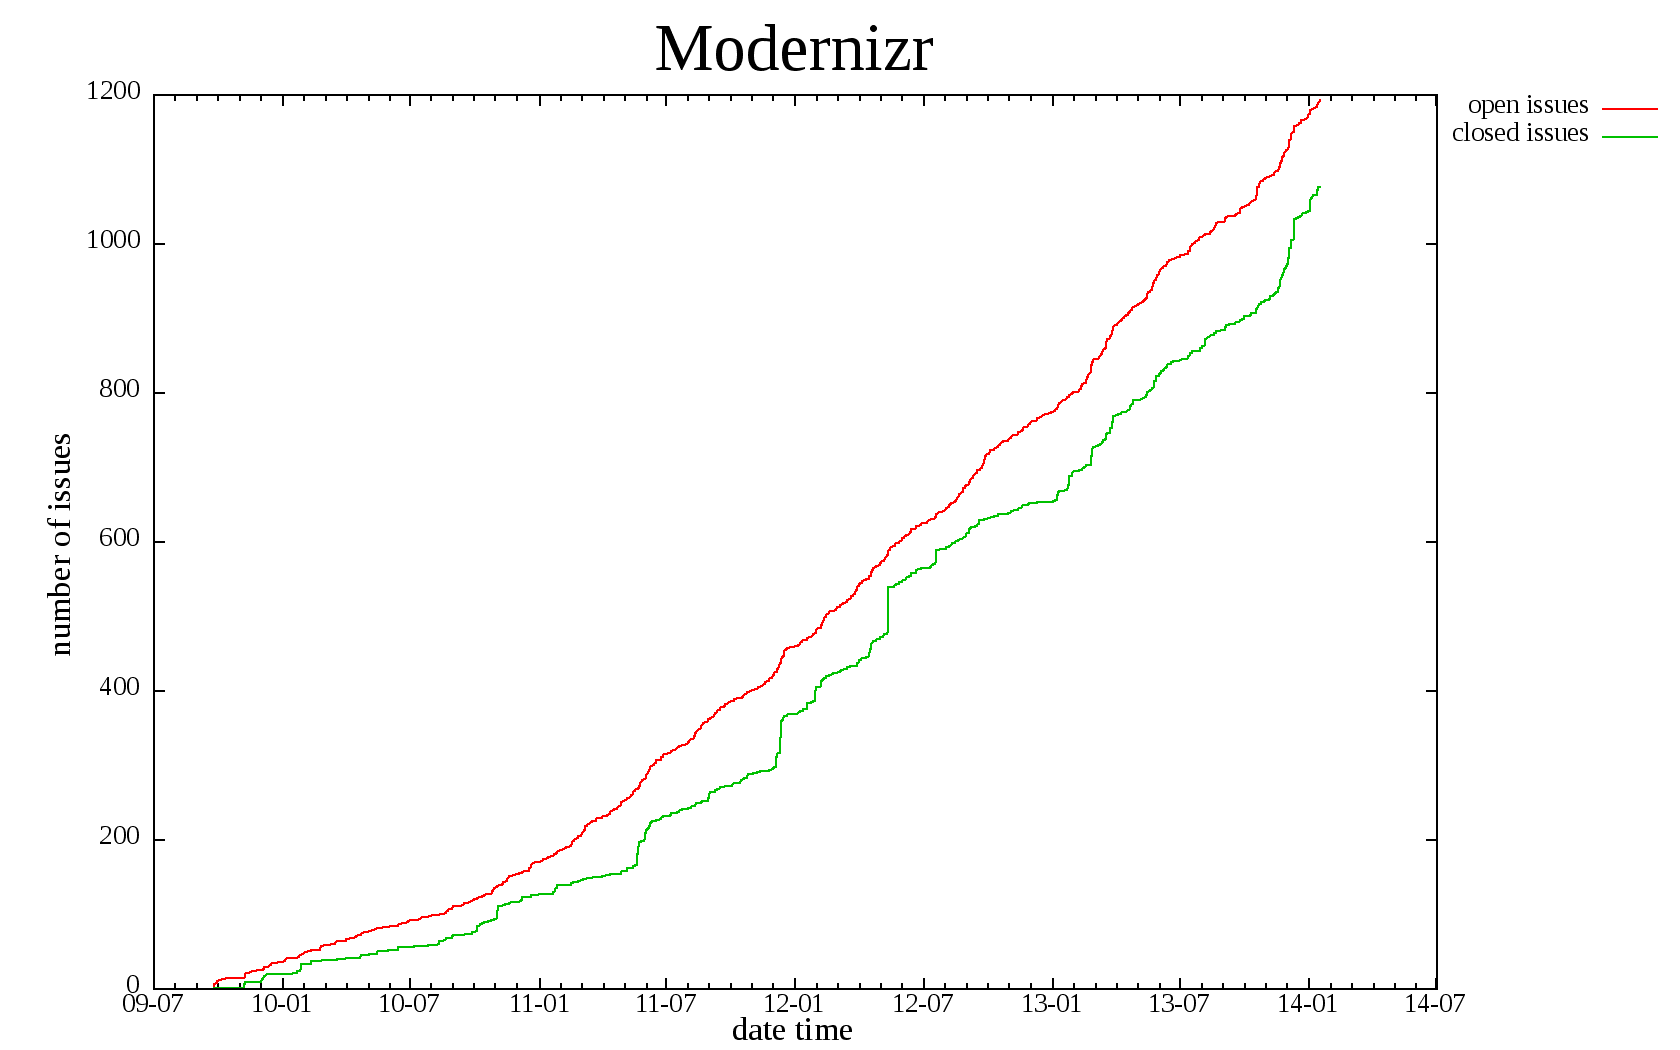 Modernizr
open issues
closed issues
number of issues
1200
1000
800
600
400
200
0
09-07 10-01 10-07 11-01 11-07 12-01 12-07 13-01 13-07 14-01 14-07
date time